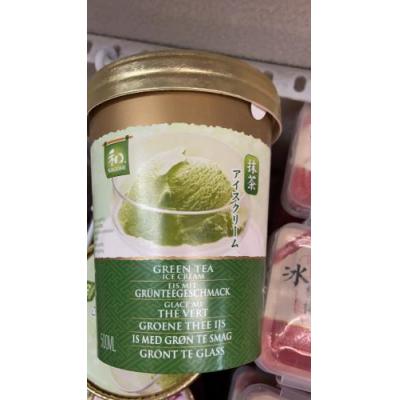 和
抹茶
アイスクリーム
GREEN TEA
ICE CREAM
EIS MIT
GRÜNTEEGESCHMACK
GLACE AU
THÉ VERT
GROENE THEE IJS
IS MED GRØN TE SMAG
GRÖNT TE GLASS
500ML
冰